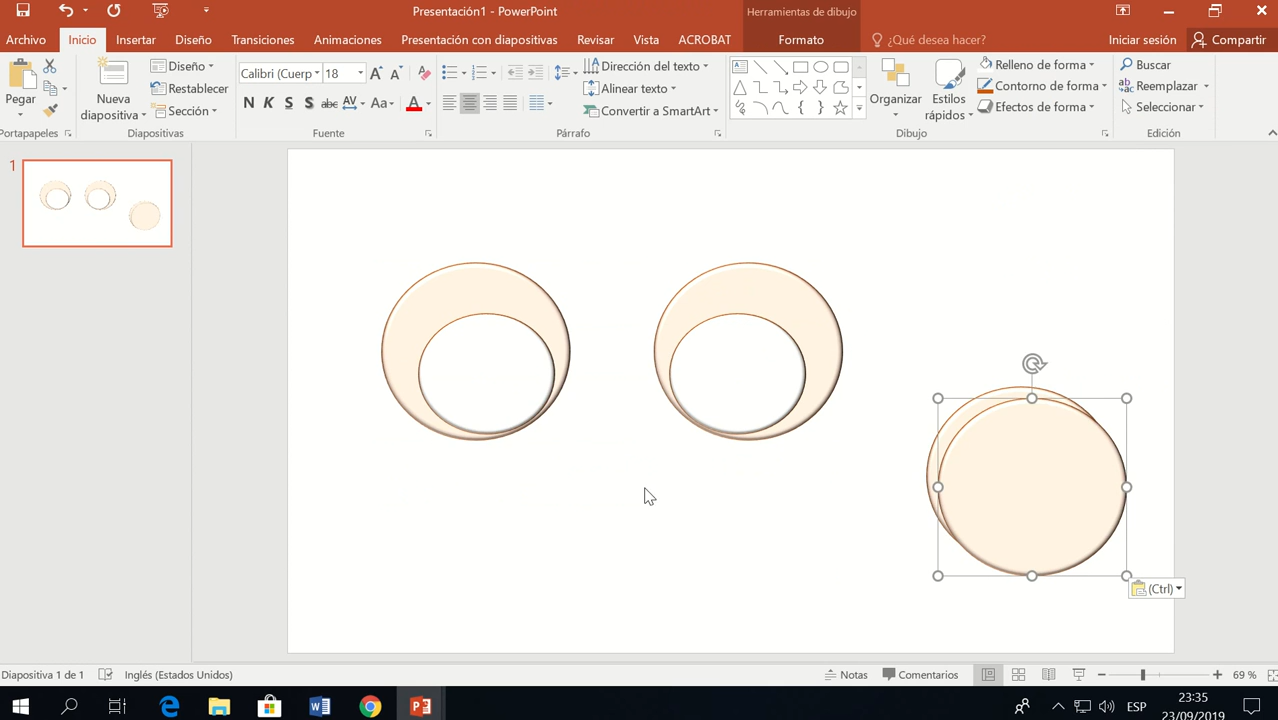 Presentación1 - PowerPoint
Herramientas de dibujo
Archivo Inicio Insertar Diseño Transiciones Animaciones Presentación con diapositivas Revisar Vista ACROBAT Formato ¿Qué desea hacer? Iniciar sesión Compartir
Pegar
Nueva diapositiva
Diseño
Restablecer
Sección
Calibri (Cuerp 18
N K S S abc AV Aa A
Dirección del texto
Alinear texto
Convertir a SmartArt
Organizar
Estilos rápidos
Relleno de forma
Contorno de forma
Efectos de forma
Buscar
Reemplazar
Seleccionar
Portapapeles Diapositivas Fuente Párrafo Dibujo Edición
1
(Ctrl)
Diapositiva 1 de 1 Inglés (Estados Unidos) Notas Comentarios 69 %
ESP
23:35
23/09/2019